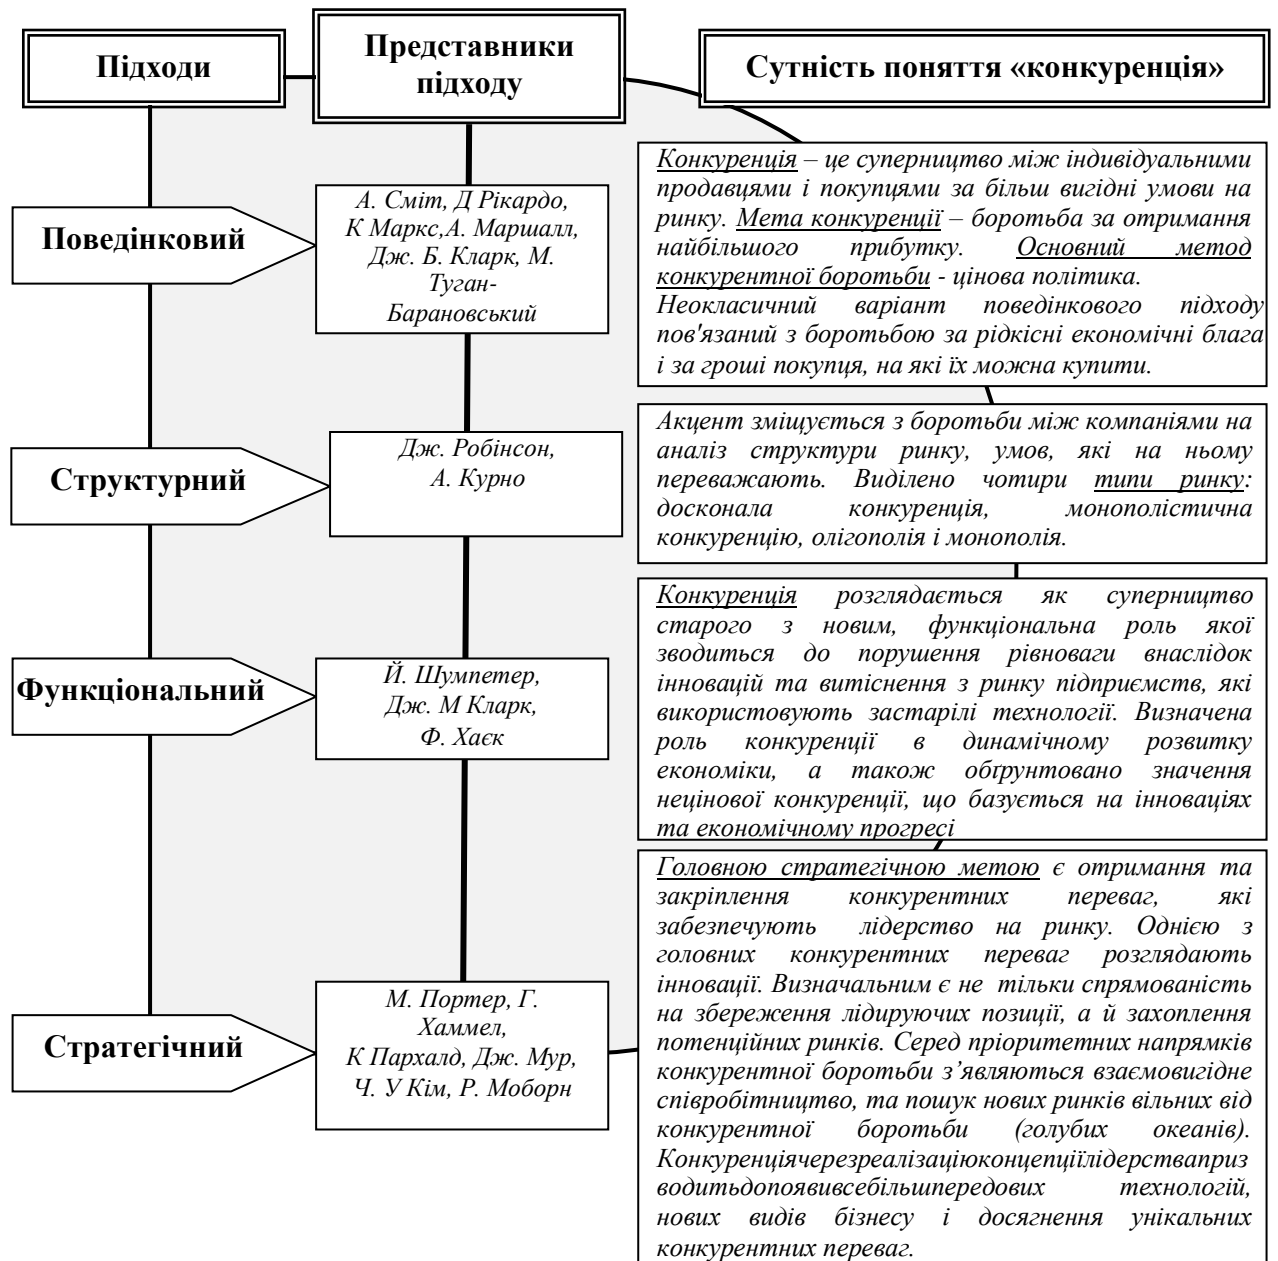 Підходи
Представники
підходу
Сутність поняття «конкуренція»
Поведінковий
А. Сміт, Д Рікардо,
К Маркс,А. Маршалл,
Дж. Б. Кларк, М.
Туган-
Барановський
Конкуренція – це суперництво між індивідуальними
продавцями і покупцями за більш вигідні умови на
ринку. Мета конкуренції – боротьба за отримання
найбільшого прибутку. Основний метод
конкурентної боротьби - цінова політика.
Неокласичний варіант поведінкового підходу
пов'язаний з боротьбою за рідкісні економічні блага
і за гроші покупця, на які їх можна купити.
Структурний
Дж. Робінсон,
А. Курно
Акцент зміщується з боротьби між компаніями на
аналіз структури ринку, умов, які на ньому
переважають. Виділено чотири типи ринку:
досконала конкуренція, монополістична
конкуренцію, олігополія і монополія.
Функціональний
Й. Шумпетер,
Дж. М Кларк,
Ф. Хаєк
Конкуренція розглядається як суперництво
старого з новим, функціональна роль якої
зводиться до порушення рівноваги внаслідок
інновацій та витіснення з ринку підприємств, які
використовують застарілі технології. Визначена
роль конкуренції в динамічному розвитку
економіки, а також обґрунтовано значення
нецінової конкуренції, що базується на інноваціях
та економічному прогресі
Стратегічний
М. Портер, Г.
Хаммел,
К Пархалд, Дж. Мур,
Ч. У Кім, Р. Моборн
Головною стратегічною метою є отримання та
закріплення конкурентних переваг, які
забезпечують лідерство на ринку. Однією з
головних конкурентних переваг розглядають
інновації. Визначальним є не тільки спрямованість
на збереження лідируючих позиції, а й захоплення
потенційних ринків. Серед пріоритетних напрямків
конкурентної боротьби з’являються взаємовигідне
співробітництво, та пошук нових ринків вільних від
конкурентної боротьби (голубих океанів).
Конкуренціячерезреалізаціюконцепціїлідерстваприз
водитьдопоявивсебільшпередових технологій,
нових видів бізнесу і досягнення унікальних
конкурентних переваг.